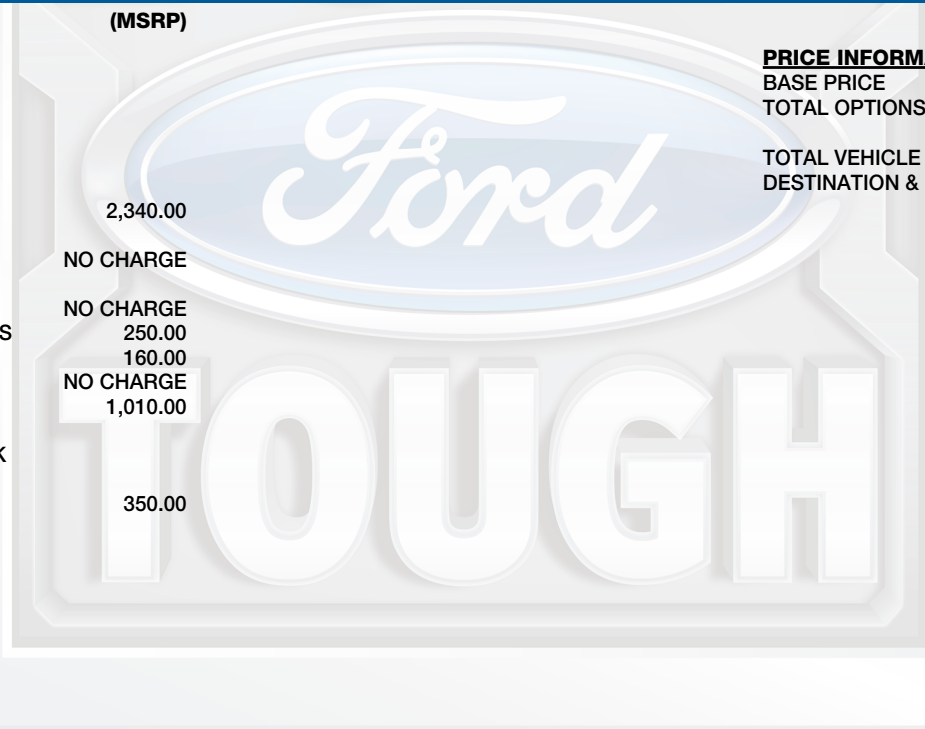 (MSRP)
PRICE INFORM
BASE PRICE
TOTAL OPTIONS
TOTAL VEHICLE
DESTINATION &
2,340.00
NO CHARGE
NO CHARGE
S 250.00
160.00
NO CHARGE
1,010.00
K
350.00
Ford
TOUGH